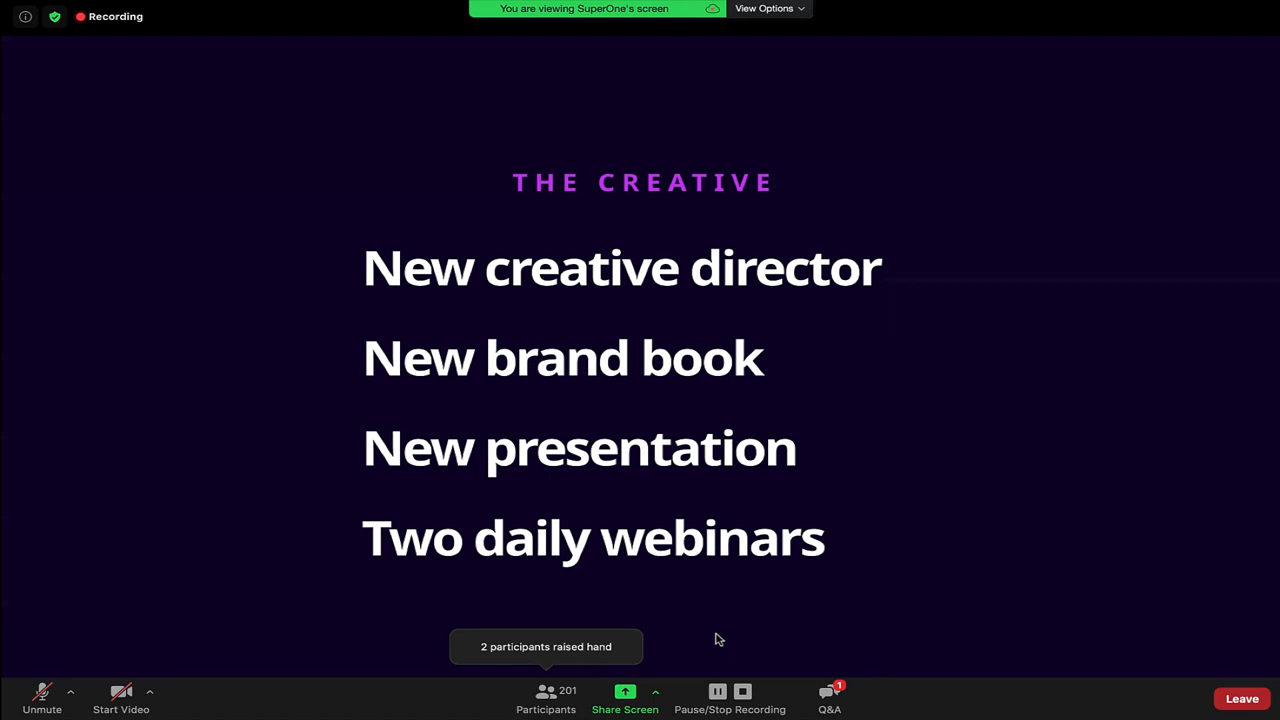 Recording
You are viewing SuperOne's screen
View Options
THE CREATIVE
New creative director
New brand book
New presentation
Two daily webinars
2 participants raised hand
Unmute
Start Video
201
Participants
Share Screen
Pause/Stop Recording
1
Q&A
Leave